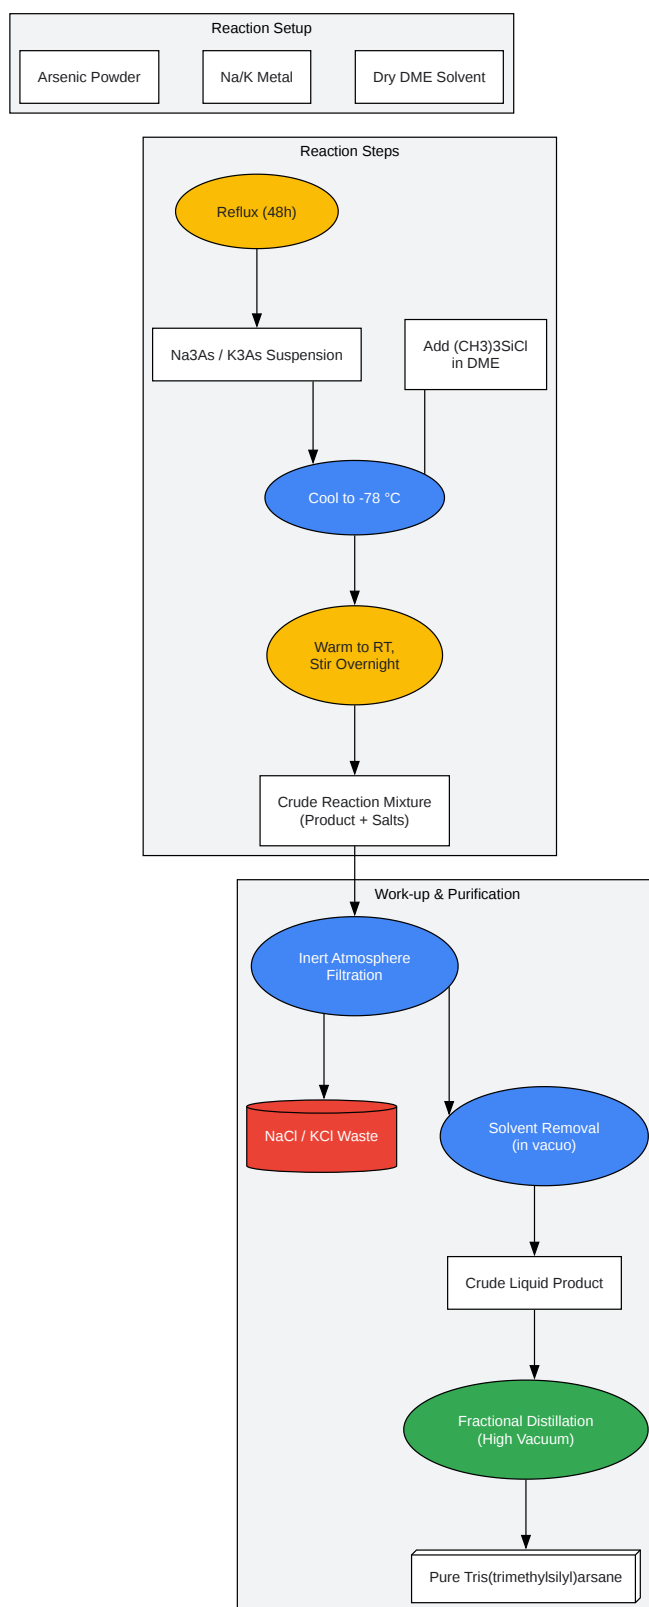 Reaction Setup
Arsenic Powder
Na/K Metal
Dry DME Solvent
Reaction Steps
Reflux (48h)
Na3As / K3As Suspension
Add (CH3)3SiCl
in DME
Cool to -78 °C
Warm to RT,
Stir Overnight
Crude Reaction Mixture
(Product + Salts)
Work-up & Purification
Inert Atmosphere
Filtration
NaCl / KCl Waste
Solvent Removal
(in vacuo)
Crude Liquid Product
Fractional Distillation
(High Vacuum)
Pure Tris(trimethylsilyl)arsane